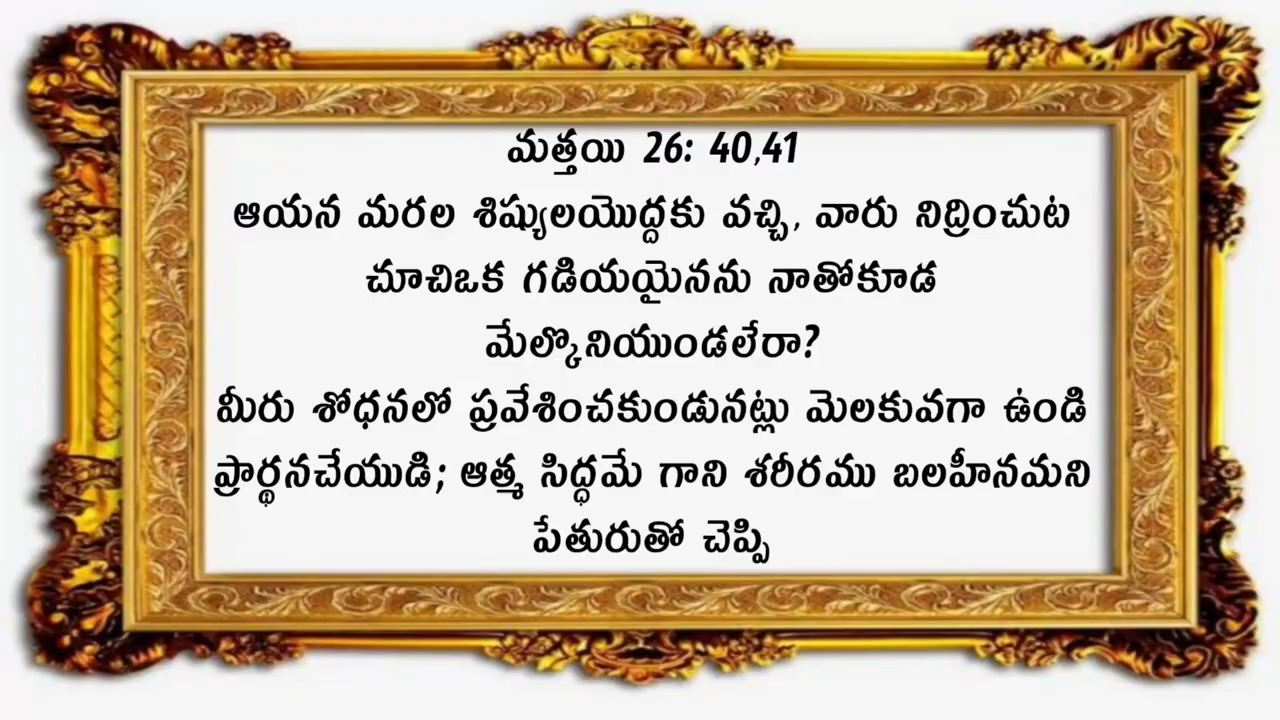 మత్తయి 26: 40,41
ఆయన మరల శిష్యులయొద్దకు వచ్చి, వారు నిద్రించుట
చూచిఒక గడియయైనను నాతోకూడ
మేల్కొనియుండలేరా?
మీరు శోధనలో ప్రవేశించకుండునట్లు మెలకువగా ఉండి
ప్రార్థనచేయుడి; ఆత్మ సిద్ధమే గాని శరీరము బలహీనమని
పేతురుతో చెప్పి